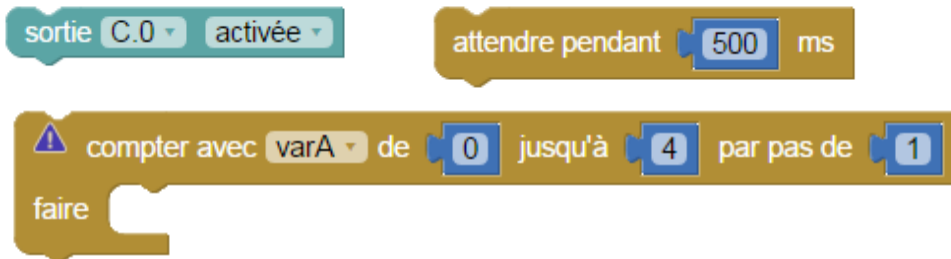 sortie C.0 activée
attendre pendant 500 ms
compter avec varA de 0 jusqu'à 4 par pas de 1
faire